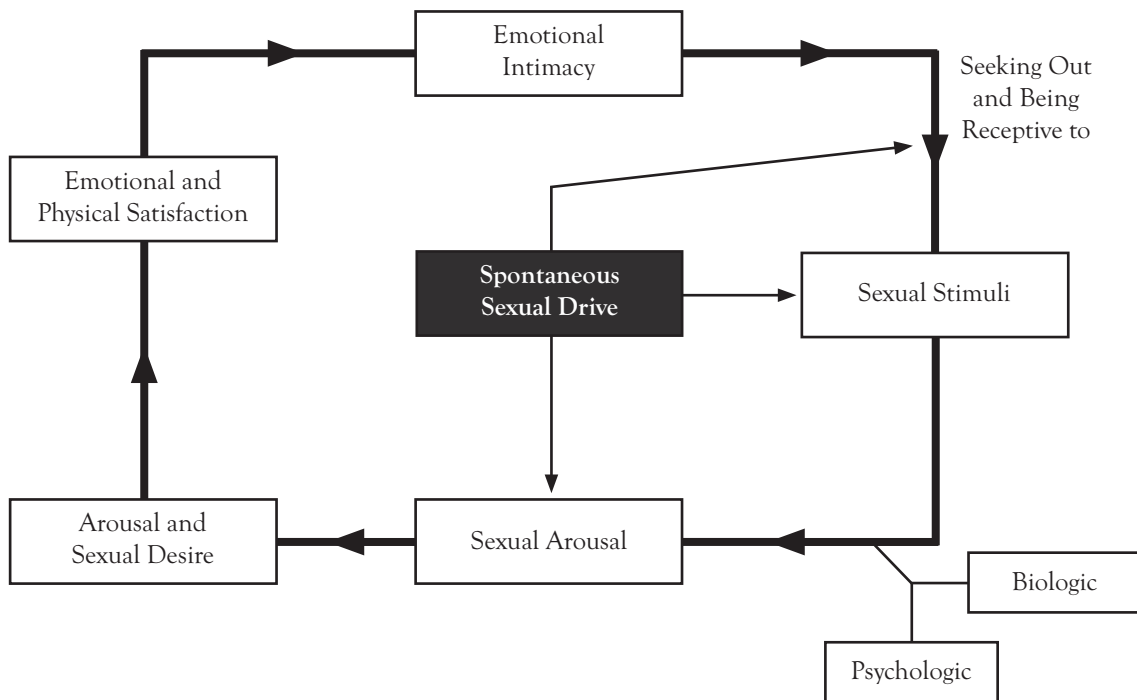 Emotional
Intimacy
Seeking Out
and Being
Receptive to
Emotional and
Physical Satisfaction
Spontaneous
Sexual Drive
Sexual Stimuli
Arousal and
Sexual Desire
Sexual Arousal
Biologic
Psychologic